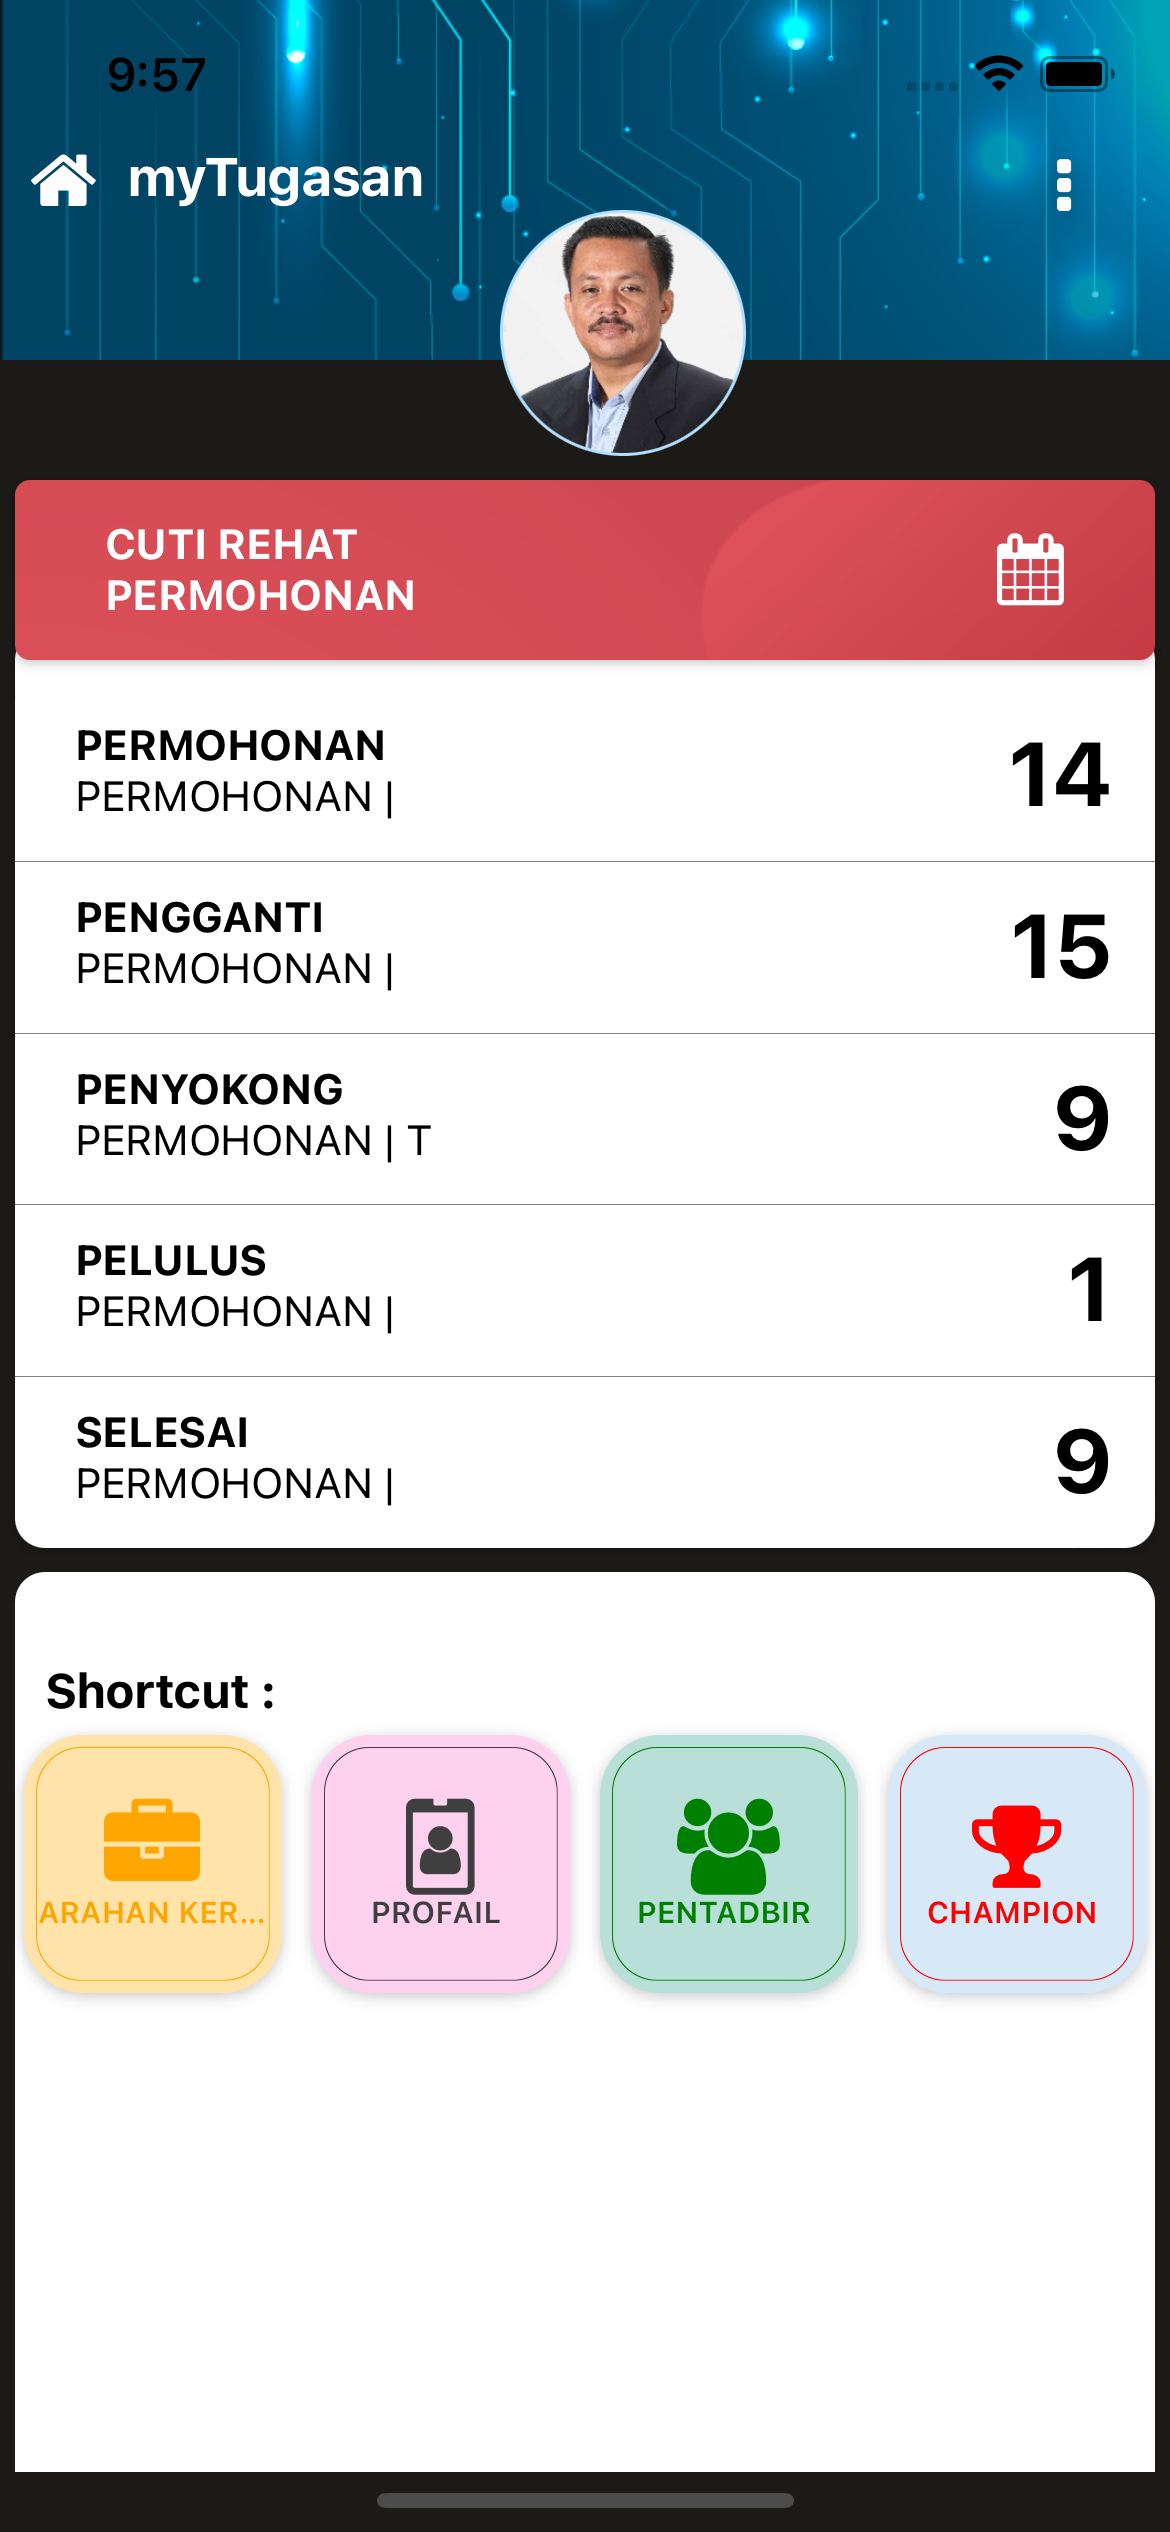 9:57
myTugasan
CUTI REHAT
PERMOHONAN
PERMOHONAN
PERMOHONAN |
14
PENGGANTI
PERMOHONAN |
15
PENYOKONG
PERMOHONAN | T
9
PELULUS
PERMOHONAN |
1
SELESAI
PERMOHONAN |
9
Shortcut :
ARAHAN KER...
PROFAIL
PENTADBIR
CHAMPION